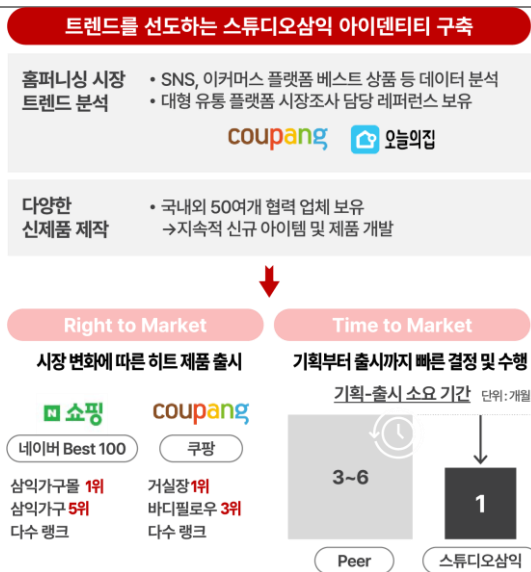 트렌드를 선도하는 스튜디오삼익 아이덴티티 구축
홈퍼니싱 시장
트렌드 분석
• SNS, 이커머스 플랫폼 베스트 상품 등 데이터 분석
• 대형 유통 플랫폼 시장조사 담당 레퍼런스 보유
coupang 오늘의집
다양한
신제품 제작
• 국내외 50여개 협력 업체 보유
→지속적 신규 아이템 및 제품 개발
Right to Market
시장 변화에 따른 히트 제품 출시
N 쇼핑
네이버 Best 100
삼익가구몰 1위
삼익가구 5위
다수 랭크
coupang
쿠팡
거실장1위
바디필로우 3위
다수 랭크
Time to Market
기획부터 출시까지 빠른 결정 및 수행
기획-출시 소요 기간 단위:개월
3~6
1
Peer
스튜디오삼익